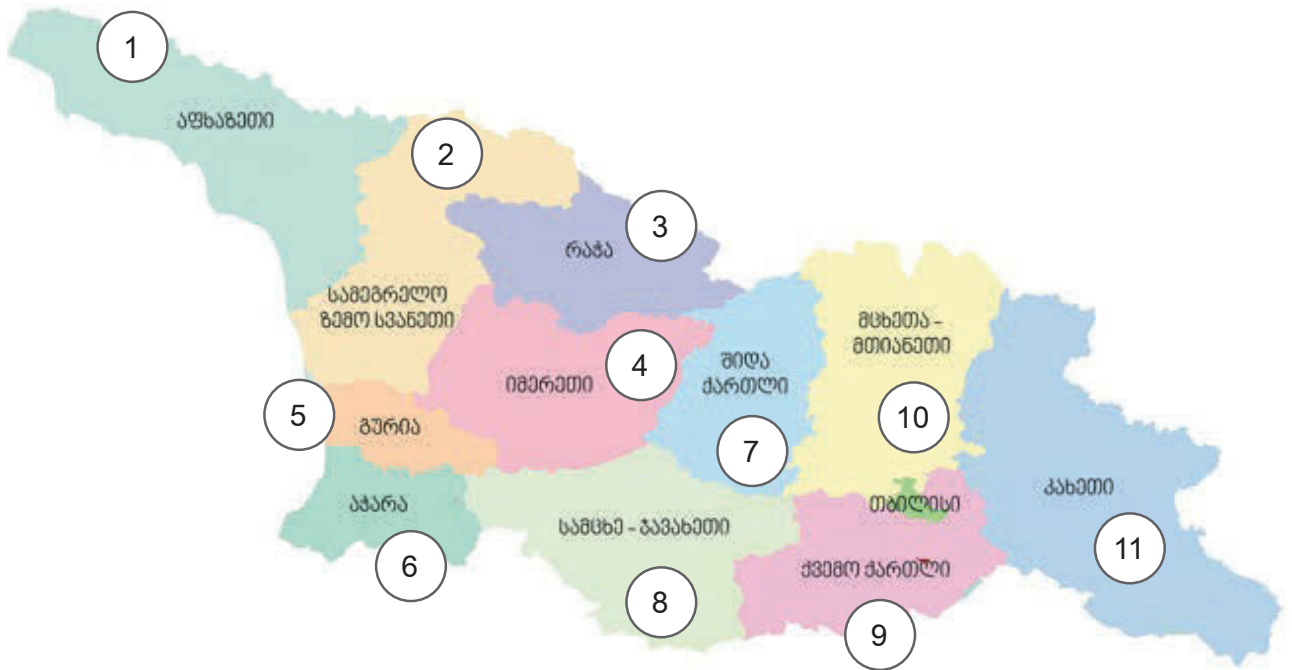 1
აფხაზეთი
2
რაჭა
3
სამეგრელო
ზემო სვანეთი
მცხეთა -
მთიანეთი
შიდა
ქართლი
იმერეთი
4
5
გურია
7
10
აჭარა
6
სამცხე - ჯავახეთი
8
თბილისი
ქვემო ქართლი
9
კახეთი
11